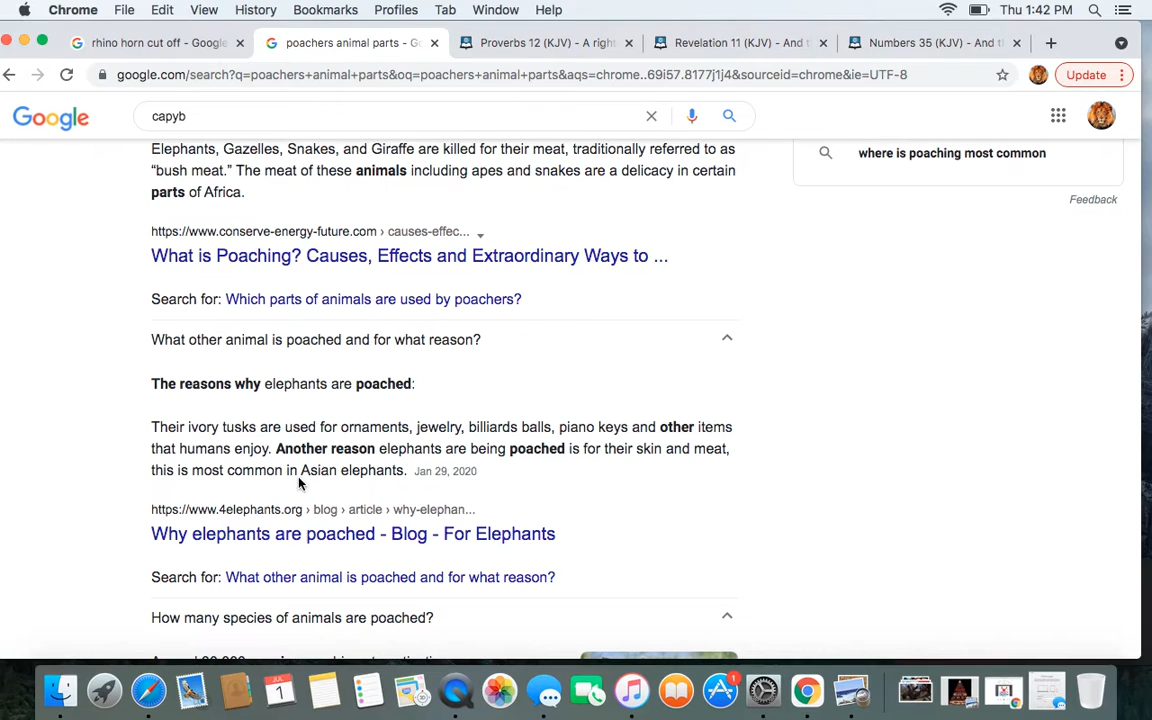 Chrome File Edit View History Bookmarks Profiles Tab Window Help Thu 1:42 PM
rhino horn cut off - Google poachers animal parts - G Proverbs 12 (KJV) - A righ Revelation 11 (KJV) - And t Numbers 35 (KJV) - And t
google.com/search?q=poachers+animal+parts&oq=poachers+animal+parts&aqs=chrome..69i57.8177j1j4&sourceid=chrome&ie=UTF-8 Update
Google capyb
Elephants, Gazelles, Snakes, and Giraffe are killed for their meat, traditionally referred to as
“bush meat.” The meat of these animals including apes and snakes are a delicacy in certain
parts of Africa.
where is poaching most common
Feedback
https://www.conserve-energy-future.com › causes-effec...
What is Poaching? Causes, Effects and Extraordinary Ways to ...
Search for: Which parts of animals are used by poachers?
What other animal is poached and for what reason?
The reasons why elephants are poached:
Their ivory tusks are used for ornaments, jewelry, billiards balls, piano keys and other items
that humans enjoy. Another reason elephants are being poached is for their skin and meat,
this is most common in Asian elephants. Jan 29, 2020
https://www.4elephants.org › blog › article › why-elephan...
Why elephants are poached - Blog - For Elephants
Search for: What other animal is poached and for what reason?
How many species of animals are poached?
JUL
1
1